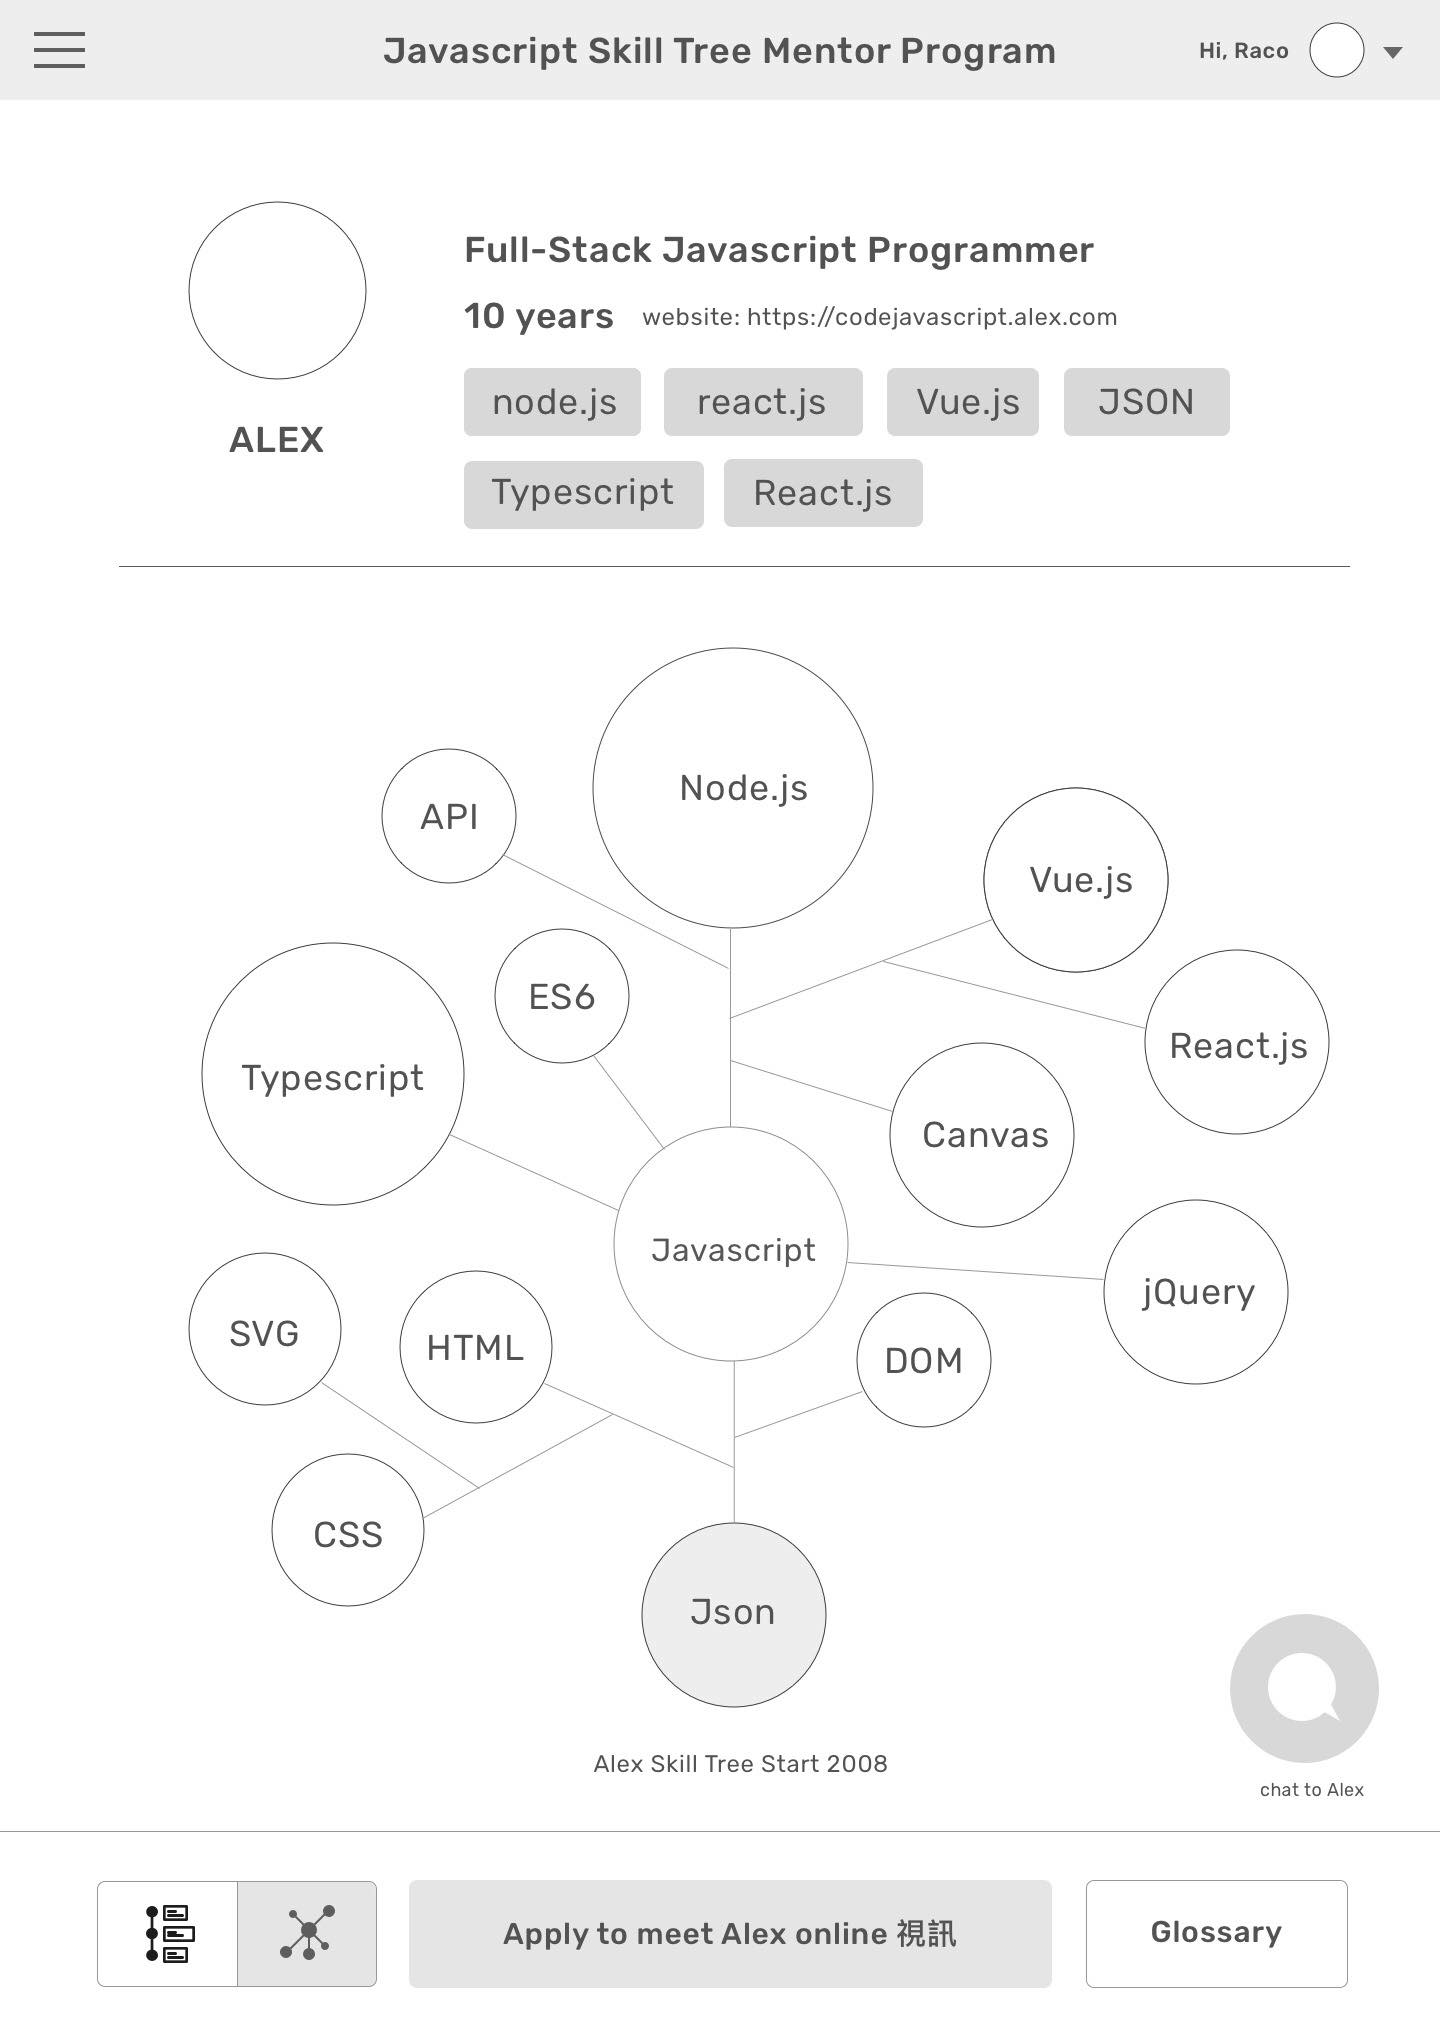 Javascript Skill Tree Mentor Program
Hi, Raco
Full-Stack Javascript Programmer
10 years website: https://codejavascript.alex.com
node.js react.js Vue.js JSON
ALEX
Typescript React.js
Node.js
API
Vue.js
ES6
React.js
Typescript
Canvas
Javascript
jQuery
SVG
HTML
DOM
CSS
Json
Alex Skill Tree Start 2008
chat to Alex
Apply to meet Alex online 視訊
Glossary